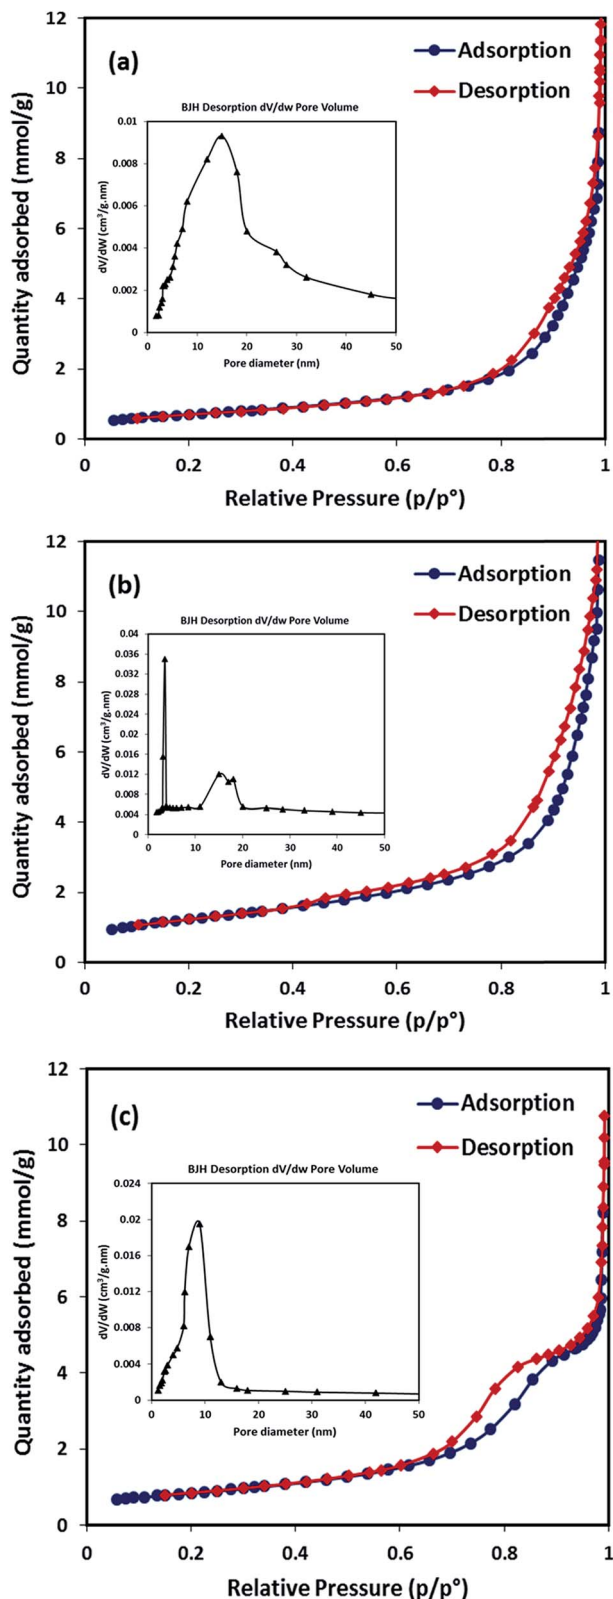 (a)
Adsorption
Desorption
BJH Desorption dV/dw Pore Volume
0.01
0.008
0.006
0.004
0.002
0
dV/dW (cm³/g.nm)
0 10 20 30 40 50
Pore diameter (nm)
12
10
8
6
4
2
0
Quantity adsorbed (mmol/g)
0 0.2 0.4 0.6 0.8 1
Relative Pressure (p/p°)
(b)
Adsorption
Desorption
BJH Desorption dV/dw Pore Volume
0.04
0.036
0.032
0.028
0.024
0.02
0.016
0.012
0.008
0.004
0
dV/dW (cm³/g.nm)
0 10 20 30 40 50
Pore diameter (nm)
12
10
8
6
4
2
0
Quantity adsorbed (mmol/g)
0 0.2 0.4 0.6 0.8 1
Relative Pressure (p/p°)
(c)
Adsorption
Desorption
BJH Desorption dV/dw Pore Volume
0.024
0.02
0.016
0.012
0.008
0.004
0
dV/dW (cm³/g.nm)
0 10 20 30 40 50
Pore diameter (nm)
12
10
8
6
4
2
0
Quantity adsorbed (mmol/g)
0 0.2 0.4 0.6 0.8 1
Relative Pressure (p/p°)